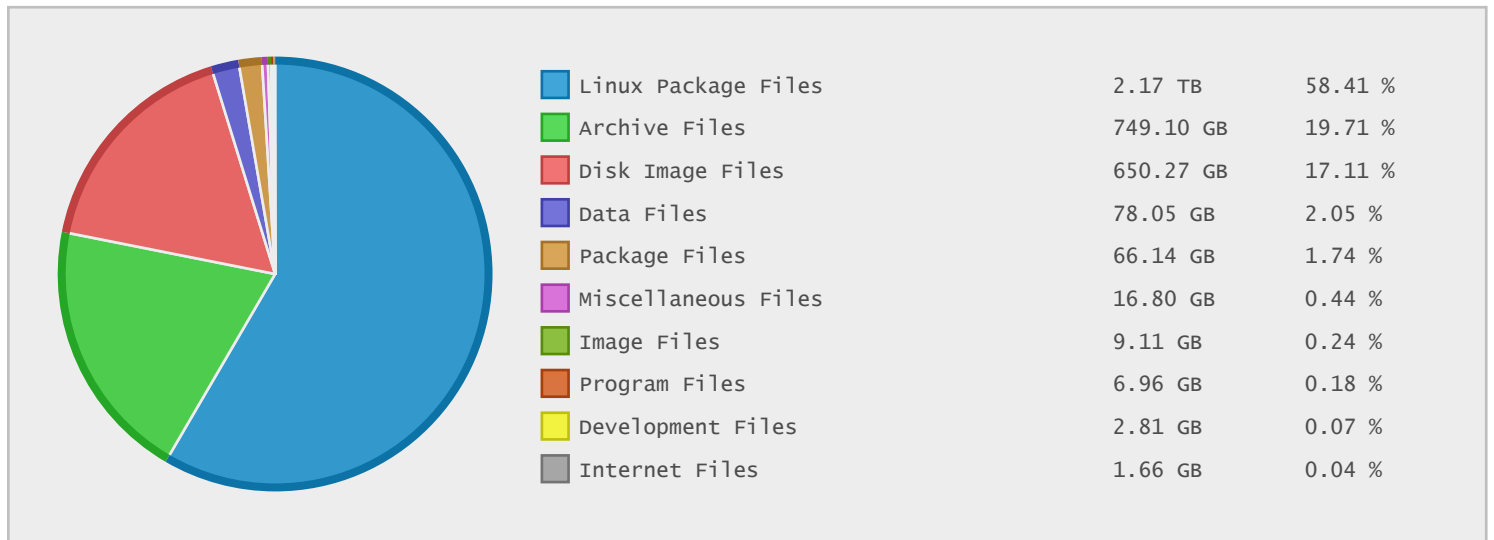 Linux Package Files 2.17 TB 58.41 %
Archive Files 749.10 GB 19.71 %
Disk Image Files 650.27 GB 17.11 %
Data Files 78.05 GB 2.05 %
Package Files 66.14 GB 1.74 %
Miscellaneous Files 16.80 GB 0.44 %
Image Files 9.11 GB 0.24 %
Program Files 6.96 GB 0.18 %
Development Files 2.81 GB 0.07 %
Internet Files 1.66 GB 0.04 %